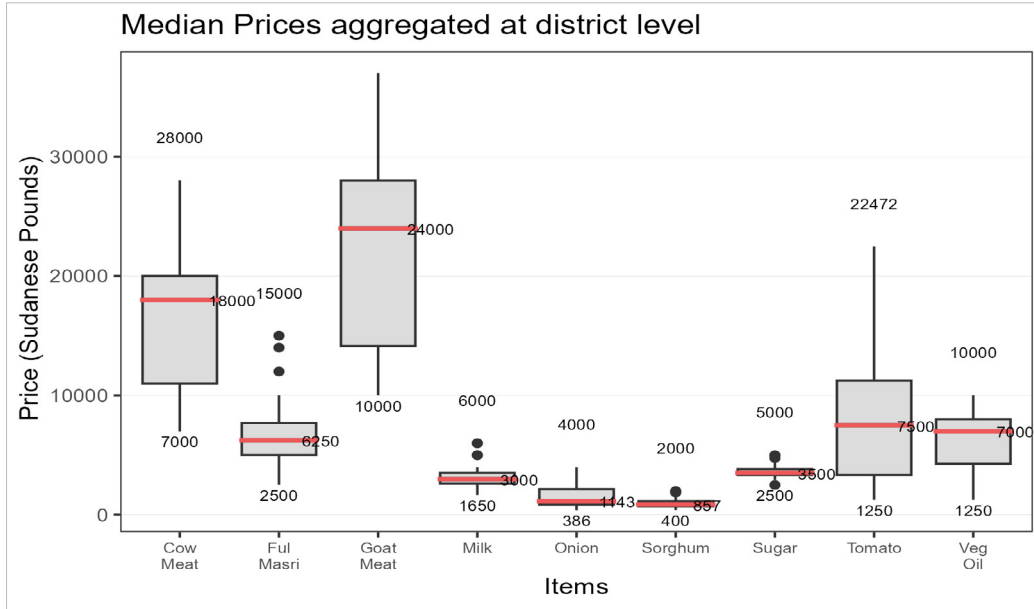 Median Prices aggregated at district level
Price (Sudanese Pounds)
30000
20000
10000
0
28000
18000
7000
15000
6250
2500
24000
10000
6000
3000
1650
4000
1143
386
2000
857
400
5000
3500
2500
22472
7500
1250
10000
7000
1250
Cow
Meat
Ful
Masri
Goat
Meat
Milk
Onion
Sorghum
Sugar
Tomato
Veg
Oil
Items